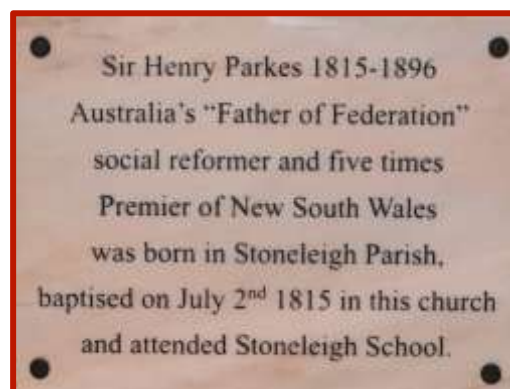 Sir Henry Parkes 1815-1896
Australia's “Father of Federation”
social reformer and five times
Premier of New South Wales
was born in Stoneleigh Parish,
baptised on July 2nd 1815 in this church
and attended Stoneleigh School.